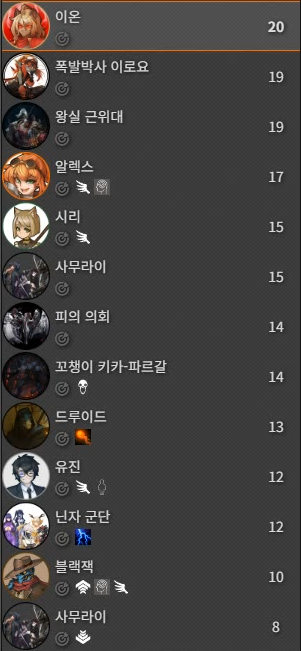 이온
20
폭발박사 이로요
19
왕실 근위대
19
알렉스
17
시리
15
사무라이
15
피의 의회
14
꼬챙이 키카-파르갈
14
드루이드
13
유진
12
닌자 군단
12
블랙잭
10
사무라이
8